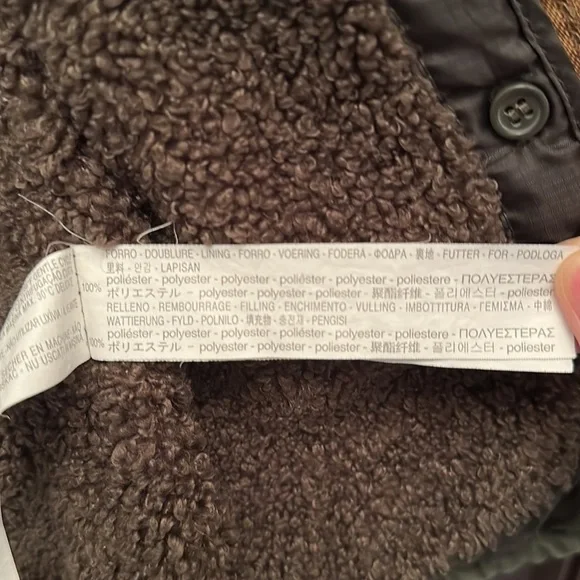 FORRO - DOUBLURE - LINING - FORRO - VOERING - FODERA - ΦΟΔΡΑ - 裏地 - FUTTER - FOR - PODLOGA
里料 - 안감 - LAPISAN
100% poliéster - polyester - polyester - poliéster - polyester - poliestere - ΠΟΛΥΕΣΤΕΡΑΣ
ポリエステル - polyester - polyester - poliester - 聚酯纤维 - 폴리에스터 - poliester
RELLENO - REMBOURRAGE - FILLING - ENCHIMENTO - VULLING - IMBOTTITURA - ΓΕΜΙΣΜΑ - 中綿
WATTIERUNG - FYLD - POLNILO - 填充物 - 충전재 - PENGISI
100% poliéster - polyester - polyester - poliéster - polyester - poliestere - ΠΟΛΥΕΣΤΕΡΑΣ
ポリエステル - polyester - polyester - poliester - 聚酯纤维 - 폴리에스터 - poliester